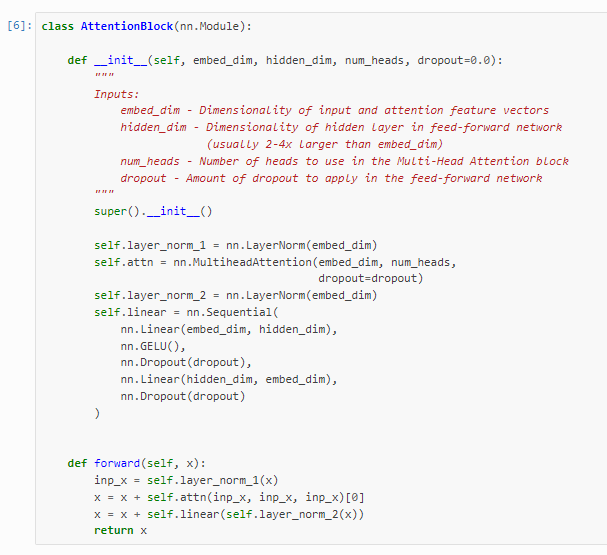 [6]: class AttentionBlock(nn.Module):
def __init__(self, embed_dim, hidden_dim, num_heads, dropout=0.0):
"""
Inputs:
embed_dim - Dimensionality of input and attention feature vectors
hidden_dim - Dimensionality of hidden layer in feed-forward network
(usually 2-4x larger than embed_dim)
num_heads - Number of heads to use in the Multi-Head Attention block
dropout - Amount of dropout to apply in the feed-forward network
"""
super().__init__()
self.layer_norm_1 = nn.LayerNorm(embed_dim)
self.attn = nn.MultiheadAttention(embed_dim, num_heads,
dropout=dropout)
self.layer_norm_2 = nn.LayerNorm(embed_dim)
self.linear = nn.Sequential(
nn.Linear(embed_dim, hidden_dim),
nn.GELU(),
nn.Dropout(dropout),
nn.Linear(hidden_dim, embed_dim),
nn.Dropout(dropout)
)
def forward(self, x):
inp_x = self.layer_norm_1(x)
x = x + self.attn(inp_x, inp_x, inp_x)[0]
x = x + self.linear(self.layer_norm_2(x))
return x